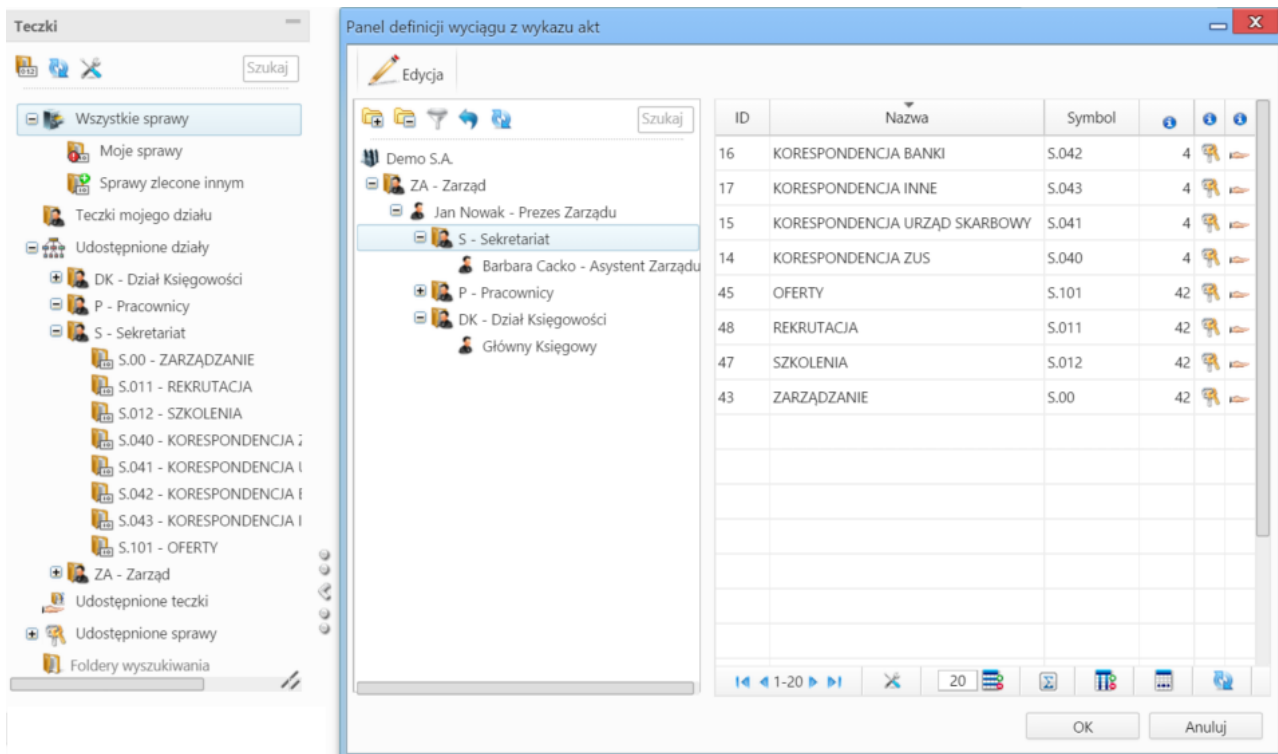 Teczki
Szukaj
Wszystkie sprawy
Moje sprawy
Sprawy zlecone innym
Teczki mojego działu
Udostępnione działy
DK - Dział Księgowości
P - Pracownicy
S - Sekretariat
S.00 - ZARZĄDZANIE
S.011 - REKRUTACJA
S.012 - SZKOLENIA
S.040 - KORESPONDENCJA Z
S.041 - KORESPONDENCJA U
S.042 - KORESPONDENCJA B
S.043 - KORESPONDENCJA I
S.101 - OFERTY
ZA - Zarząd
Udostępnione teczki
Udostępnione sprawy
Foldery wyszukiwania
Panel definicji wyciągu z wykazu akt
Edycja
Szukaj
Demo S.A.
ZA - Zarząd
Jan Nowak - Prezes Zarządu
S - Sekretariat
Barbara Cacko - Asystent Zarządu
P - Pracownicy
DK - Dział Księgowości
Główny Księgowy
ID Nazwa Symbol
16 KORESPONDENCJA BANKI S.042 4
17 KORESPONDENCJA INNE S.043 4
15 KORESPONDENCJA URZĄD SKARBOWY S.041 4
14 KORESPONDENCJA ZUS S.040 4
45 OFERTY S.101 42
48 REKRUTACJA S.011 42
47 SZKOLENIA S.012 42
43 ZARZĄDZANIE S.00 42
1-20 20
OK Anuluj